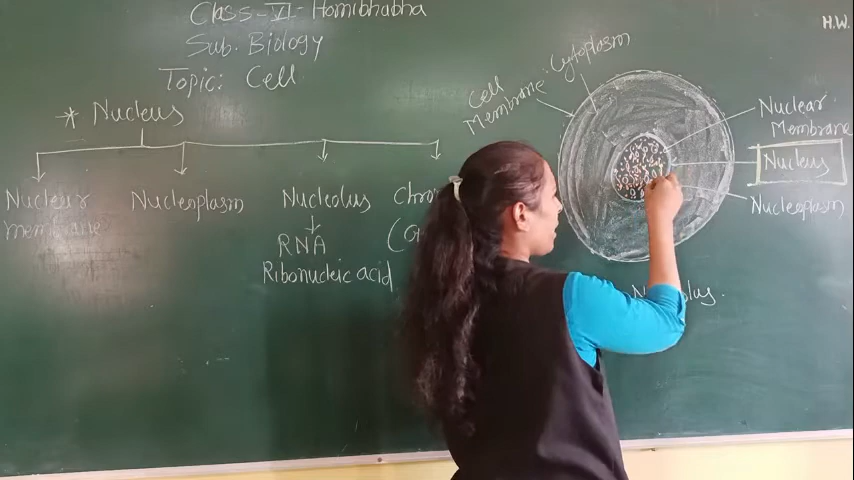 Class-VI-Homibhabha
Sub. Biology
Topic: Cell.
H.W.
* Nucleus
Nuclear
membrane
Nucleoplasm
Nucleolus
RNA
Ribonucleic acid
Cell
Membrane
Cytoplasm
Nuclear
Membrane
Nucleus
Nucleoplasm